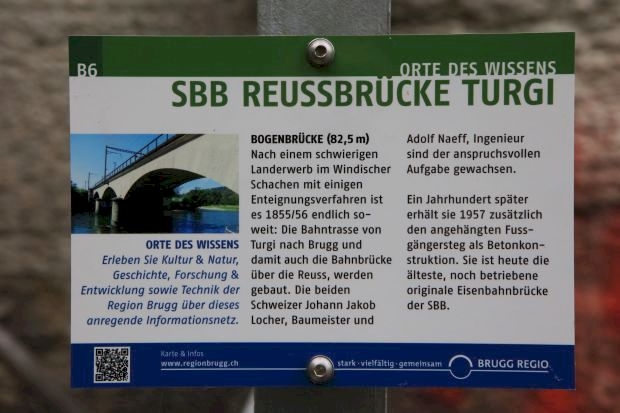 B6
ORTE DES WISSENS
SBB REUSSBRÜCKE TURGI
ORTE DES WISSENS
Erleben Sie Kultur & Natur,
Geschichte, Forschung &
Entwicklung sowie Technik der
Region Brugg über dieses
anregende Informationsnetz.
BOGENBRÜCKE (82,5 m)
Nach einem schwierigen
Landerwerb im Windischer
Schachen mit einigen
Enteignungsverfahren ist
es 1855/56 endlich so-
weit: Die Bahntrasse von
Turgi nach Brugg und
damit auch die Bahnbrücke
über die Reuss, werden
gebaut. Die beiden
Schweizer Johann Jakob
Locher, Baumeister und
Adolf Naeff, Ingenieur
sind der anspruchsvollen
Aufgabe gewachsen.
Ein Jahrhundert später
erhält sie 1957 zusätzlich
den angehängten Fuss-
gängersteg als Betonkon-
struktion. Sie ist heute die
älteste, noch betriebene
originale Eisenbahnbrücke
der SBB.
Karte & Infos
www.regionbrugg.ch
stark · vielfältig · gemeinsam
BRUGG REGIO